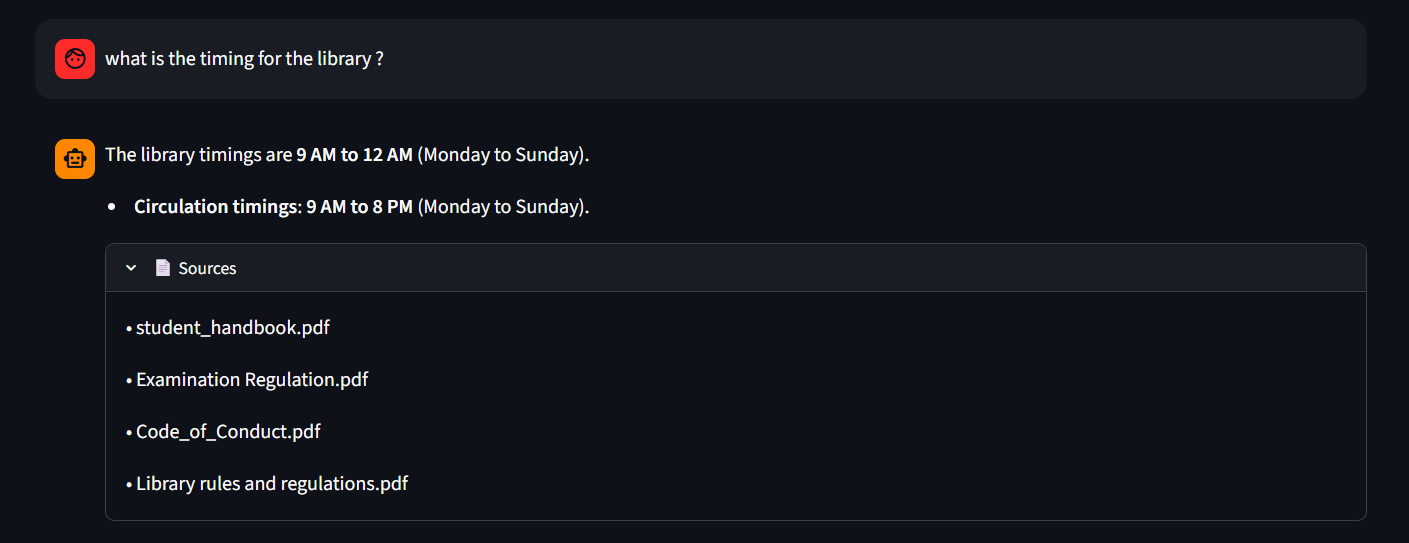 what is the timing for the library ?
The library timings are 9 AM to 12 AM (Monday to Sunday).
• Circulation timings: 9 AM to 8 PM (Monday to Sunday).
Sources
• student_handbook.pdf
• Examination Regulation.pdf
• Code_of_Conduct.pdf
• Library rules and regulations.pdf